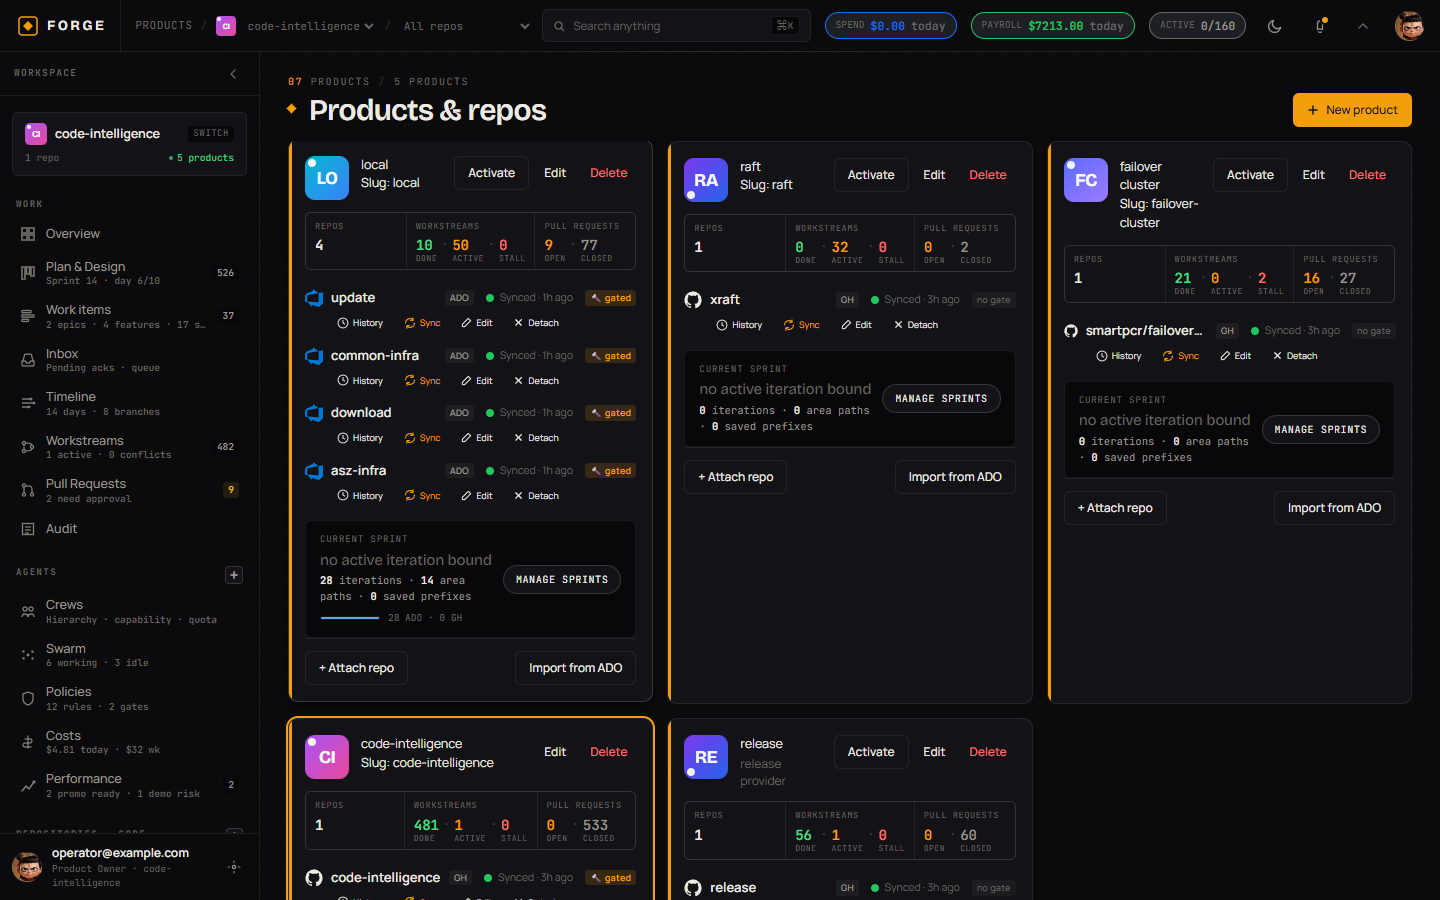 FORGE
PRODUCTS / CI code-intelligence / All repos
Search anything ⌘K
SPEND $0.00 today
PAYROLL $7213.00 today
ACTIVE 0/160
WORKSPACE
CI code-intelligence SWITCH
1 repo 5 products
WORK
Overview
Plan & Design 526
Sprint 14 · day 6/10
Work items 37
2 epics · 4 features · 17 s…
Inbox
Pending acks · queue
Timeline
14 days · 8 branches
Workstreams 482
1 active · 0 conflicts
Pull Requests 9
2 need approval
Audit
AGENTS +
Crews
Hierarchy · capability · quota
Swarm
6 working · 3 idle
Policies
12 rules · 2 gates
Costs
$4.81 today · $32 wk
Performance 2
2 promo ready · 1 demo risk
operator@example.com
Product Owner · code-
intelligence
07 PRODUCTS / 5 PRODUCTS
Products & repos
+ New product
LO
local
Slug: local
Activate Edit Delete
REPOS WORKSTREAMS PULL REQUESTS
4 10 · 50 · 0 9 · 77
DONE ACTIVE STALL OPEN CLOSED
update ADO Synced · 1h ago gated
History Sync Edit Detach
common-infra ADO Synced · 1h ago gated
History Sync Edit Detach
download ADO Synced · 1h ago gated
History Sync Edit Detach
asz-infra ADO Synced · 1h ago gated
History Sync Edit Detach
CURRENT SPRINT
no active iteration bound
28 iterations · 14 area
paths · 0 saved prefixes
MANAGE SPRINTS
28 ADO · 0 GH
+ Attach repo Import from ADO
RA
raft
Slug: raft
Activate Edit Delete
REPOS WORKSTREAMS PULL REQUESTS
1 0 · 32 · 0 0 · 2
DONE ACTIVE STALL OPEN CLOSED
xraft GH Synced · 3h ago no gate
History Sync Edit Detach
CURRENT SPRINT
no active iteration bound
0 iterations · 0 area paths
· 0 saved prefixes
MANAGE SPRINTS
+ Attach repo Import from ADO
FC
failover
cluster
Slug: failover-
cluster
Activate Edit Delete
REPOS WORKSTREAMS PULL REQUESTS
1 21 · 0 · 2 16 · 27
DONE ACTIVE STALL OPEN CLOSED
smartpcr/failover… GH Synced · 3h ago no gate
History Sync Edit Detach
CURRENT SPRINT
no active iteration bound
0 iterations · 0 area paths
· 0 saved prefixes
MANAGE SPRINTS
+ Attach repo Import from ADO
CI
code-intelligence
Slug: code-intelligence
Edit Delete
REPOS WORKSTREAMS PULL REQUESTS
1 481 · 1 · 0 0 · 533
DONE ACTIVE STALL OPEN CLOSED
code-intelligence GH Synced · 3h ago gated
RE
release
release
provider
Activate Edit Delete
REPOS WORKSTREAMS PULL REQUESTS
1 56 · 1 · 0 0 · 60
DONE ACTIVE STALL OPEN CLOSED
release GH Synced · 3h ago no gate